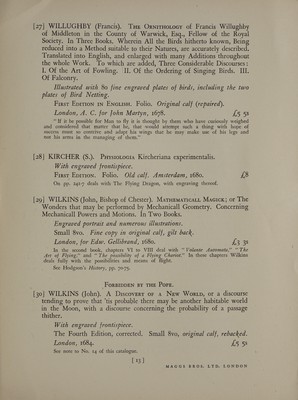 [27] WILLUGHBY (Francis). The Ornithology of Francis Willughby
of Middleton in the County of Warwick, Esq., Fellow of the Royal
Society. In Three Books. Wherein All the Birds hitherto known, Being
reduced into a Method suitable to their Natures, are accurately described.
Translated into English, and enlarged with many Additions throughout
the whole Work. To which are added, Three Considerable Discourses:
I. Of the Art of Fowling. II. Of the Ordering of Singing Birds. III.
Of Falconry.
Illustrated with 80 fine engraved plates of birds, including the two
plates of Bird Netting.
First Edition in English. Folio. Original calf (repaired).
London, A. C. for John Martyn, 1678. £5 5s
"If it be possible for Man to fly it is thought by them who have curiously weighed
and considered that matter that he, that would attempt such a thing with hope of
success must so contrive and adapt his wings that he may make use of his legs and
not his arms in the managing of them."
[28] KIRCHER (S.). Physiologia Kircheriana experimentalis.
With engraved frontispiece.
First Edition. Folio. Old calf. Amsterdam, 1680. £8
On pp. 240-7 deals with The Flying Dragon, with engraving thereof.
[29] WILKINS (John, Bishop of Chester). Mathematicall Magick; or The
Wonders that may be performed by Mechanicall Geometry. Concerning
Mechanicall Powers and Motions. In Two Books.
Engraved portrait and numerous illustrations.
Small 8vo. Fine copy in original calf, gilt back.
London, for Edw. Gellibrand, 1680. £3 3s
In the second book, chapters VI to VIII deal with "Volante Automate," "The
Art of Flying," and "The possibility of a Flying Chariot." In these chapters Wilkins
deals fully with the possibilities and means of flight.
See Hodgson's History, pp. 70-75.
Forbidden by the Pope.
[30] WILKINS (John). A Discovery of a New World, or a discourse
tending to prove that 'tis probable there may be another habitable world
in the Moon, with a discourse concerning the probability of a passage
thither.
With engraved frontispiece.
The Fourth Edition, corrected. Small 8vo, original calf, rebacked.
London, 1684. £5 5s
See note to No. 14 of this catalogue.
[ 13 ]
MAGGS BROS. LTD. LONDON